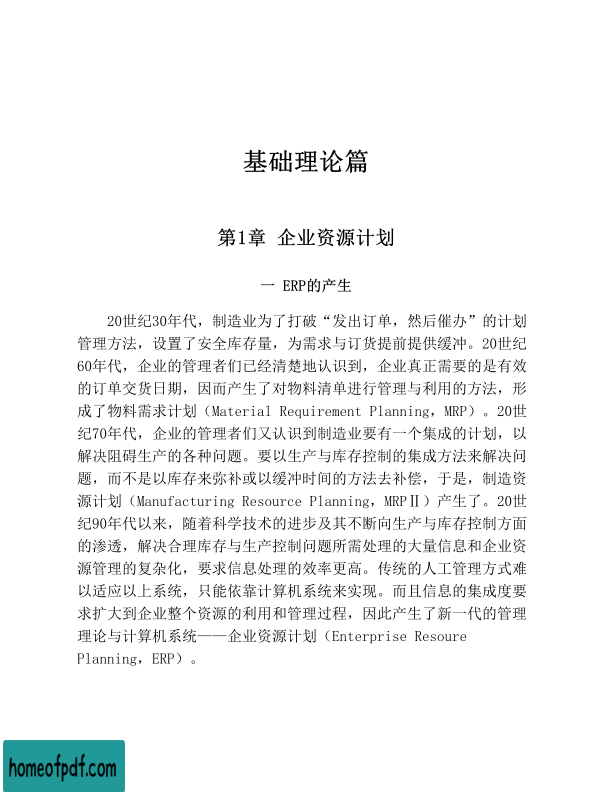 基础理论篇
第1章 企业资源计划
一 ERP的产生
20世纪30年代，制造业为了打破“发出订单，然后催办”的计划
管理方法，设置了安全库存量，为需求与订货提前提供缓冲。20世纪
60年代，企业的管理者们已经清楚地认识到，企业真正需要的是有效
的订单交货日期，因而产生了对物料清单进行管理与利用的方法，形
成了物料需求计划（Material Requirement Planning，MRP）。20世
纪70年代，企业的管理者们又认识到制造业要有一个集成的计划，以
解决阻碍生产的各种问题。要以生产与库存控制的集成方法来解决问
题，而不是以库存来弥补或以缓冲时间的方法去补偿，于是，制造资
源计划（Manufacturing Resource Planning，MRPⅡ）产生了。20世
纪90年代以来，随着科学技术的进步及其不断向生产与库存控制方面
的渗透，解决合理库存与生产控制问题所需处理的大量信息和企业资
源管理的复杂化，要求信息处理的效率更高。传统的人工管理方式难
以适应以上系统，只能依靠计算机系统来实现。而且信息的集成度要
求扩大到企业整个资源的利用和管理过程，因此产生了新一代的管理
理论与计算机系统——企业资源计划（Enterprise Resoure
Planning，ERP）。
homeofpdf.com